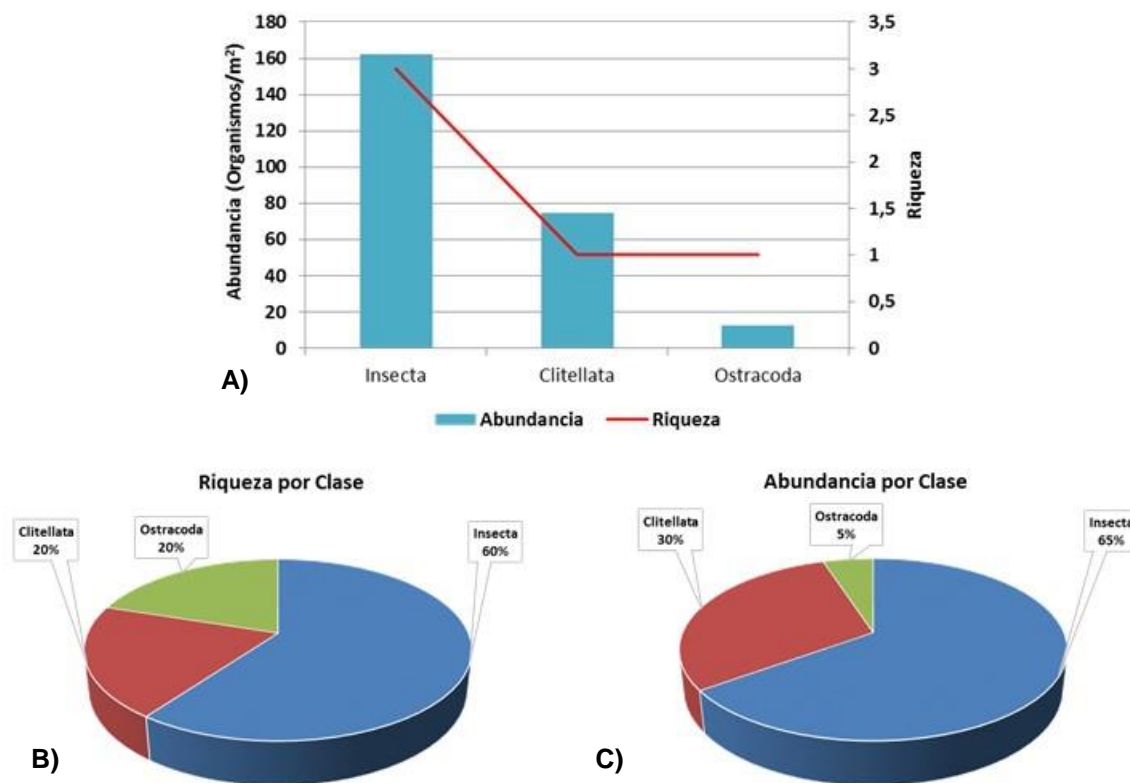 180
160
140
120
100
80
60
40
20
0
Abundancia (Organismos/m²)
3,5
3
2,5
2
1,5
1
0,5
0
Riqueza
Insecta
Clitellata
Ostracoda
A)
Abundancia
Riqueza
Riqueza por Clase
Clitellata
20%
Ostracoda
20%
Insecta
60%
B)
Abundancia por Clase
Clitellata
30%
Ostracoda
5%
Insecta
65%
C)